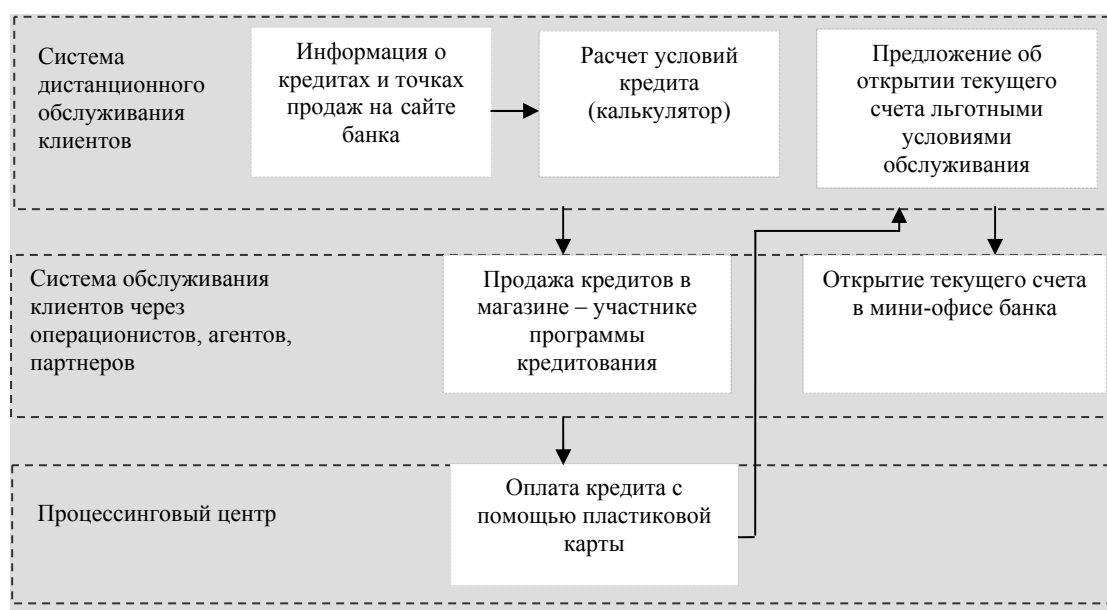 Система
дистанционного
обслуживания
клиентов
Информация о
кредитах и точках
продаж на сайте
банка
Расчет условий
кредита
(калькулятор)
Предложение об
открытии текущего
счета льготными
условиями
обслуживания
Система обслуживания
клиентов через
операционистов, агентов,
партнеров
Продажа кредитов в
магазине – участнике
программы
кредитования
Открытие текущего счета
в мини-офисе банка
Процессинговый центр
Оплата кредита с
помощью пластиковой
карты